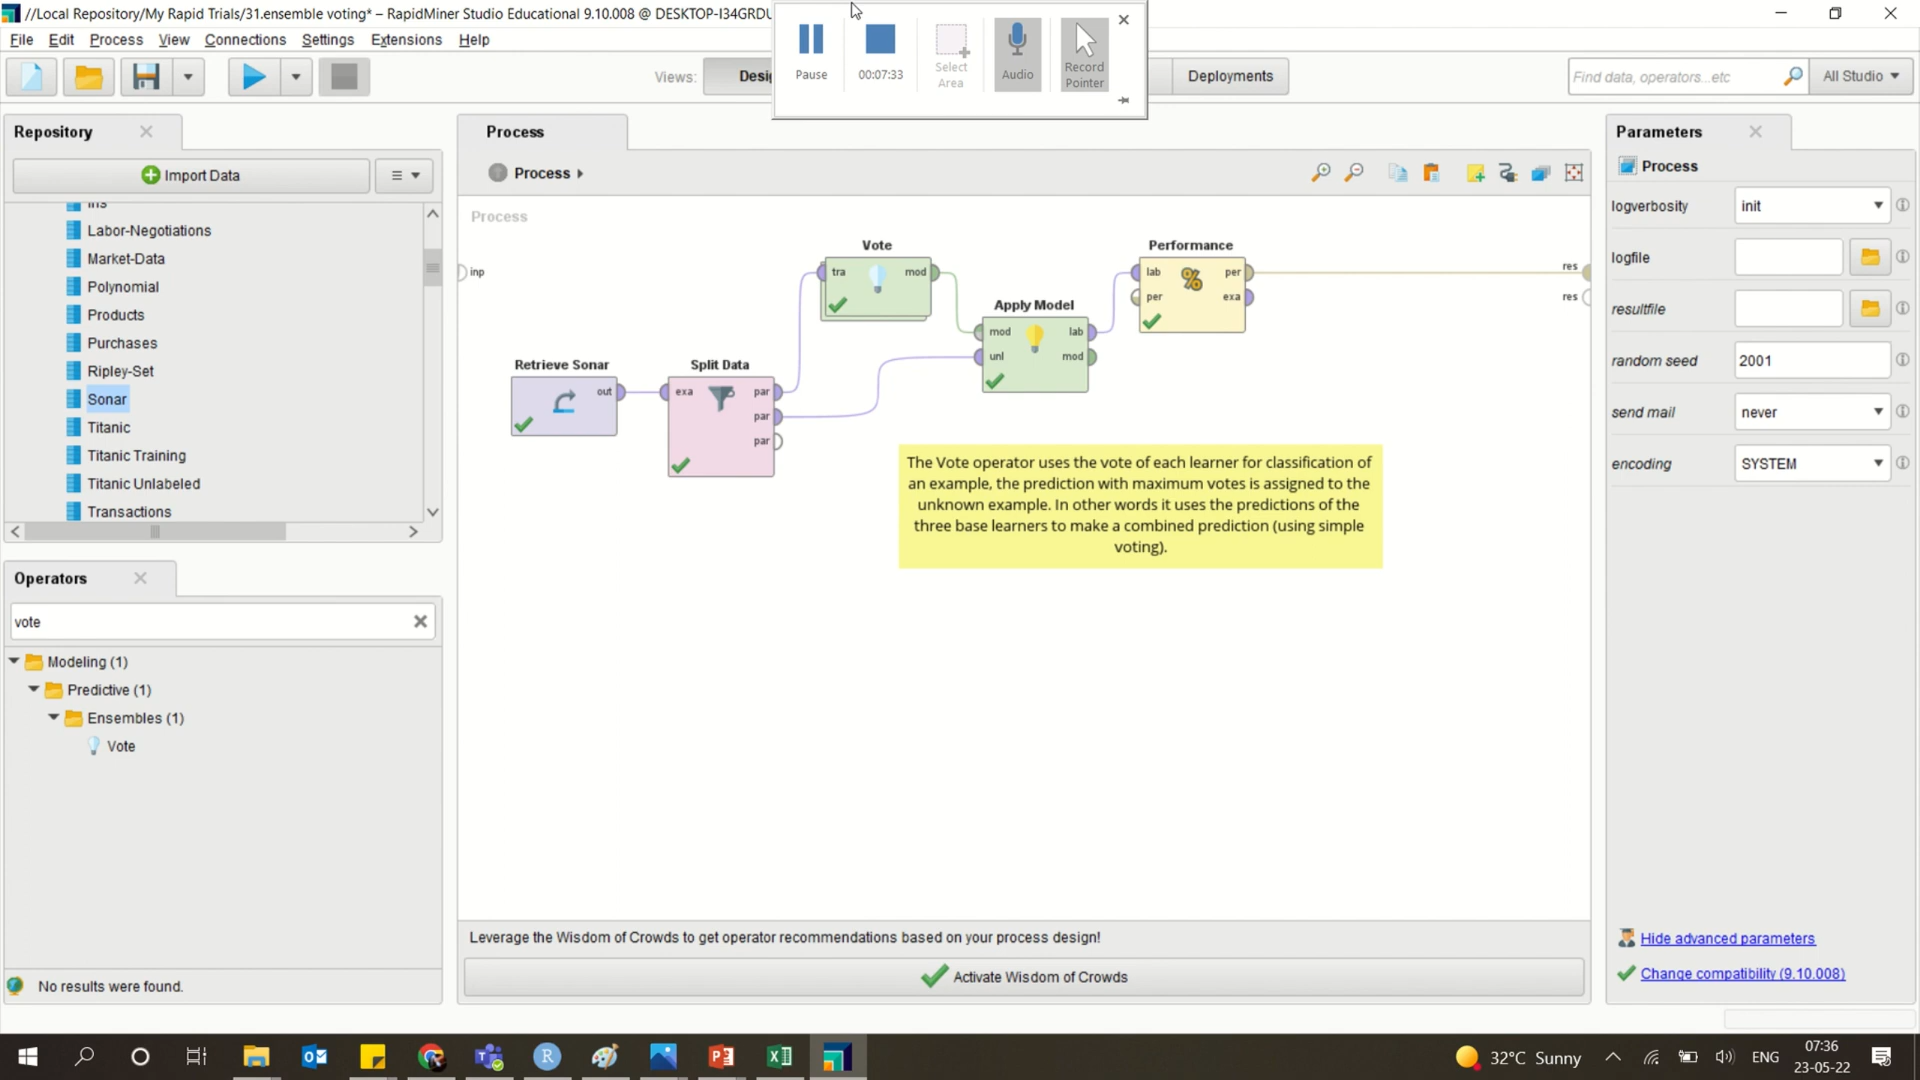 //Local Repository/My Rapid Trials/31.ensemble voting* – RapidMiner Studio Educational 9.10.008 @ DESKTOP-I34GRDU
File Edit Process View Connections Settings Extensions Help
Pause
00:07:33
Select
Area
Audio
Record
Pointer
Views:
Deployments
Find data, operators...etc
All Studio
Repository
Import Data
Labor-Negotiations
Market-Data
Polynomial
Products
Purchases
Ripley-Set
Sonar
Titanic
Titanic Training
Titanic Unlabeled
Transactions
Operators
vote
Modeling (1)
Predictive (1)
Ensembles (1)
Vote
No results were found.
Process
Process
Process
inp
Vote
tra mod
Performance
lab per
per exa
res
res
Apply Model
mod lab
unl mod
Retrieve Sonar
out
Split Data
exa par
par
par
The Vote operator uses the vote of each learner for classification of
an example, the prediction with maximum votes is assigned to the
unknown example. In other words it uses the predictions of the
three base learners to make a combined prediction (using simple
voting).
Leverage the Wisdom of Crowds to get operator recommendations based on your process design!
Activate Wisdom of Crowds
Parameters
Process
logverbosity init
logfile
resultfile
random seed 2001
send mail never
encoding SYSTEM
Hide advanced parameters
Change compatibility (9.10.008)
32°C Sunny
ENG
07:36
23-05-22